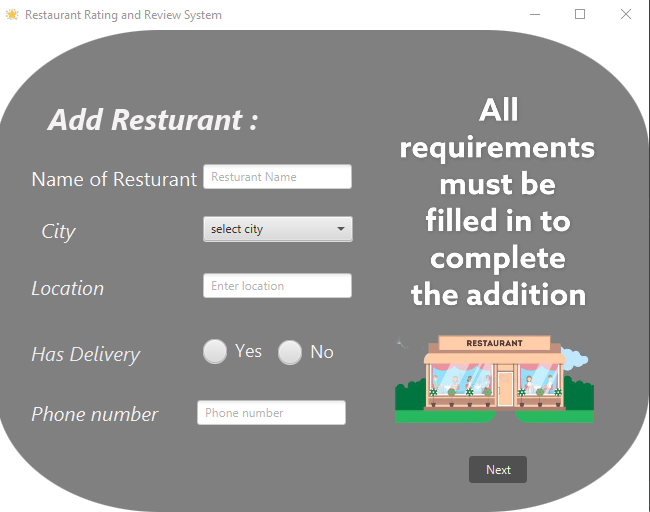 Restaurant Rating and Review System
Add Resturant :
Name of Resturant
Resturant Name
City
select city
Location
Enter location
Has Delivery
Yes
No
Phone number
Phone number
All
requirements
must be
filled in to
complete
the addition
RESTAURANT
Next